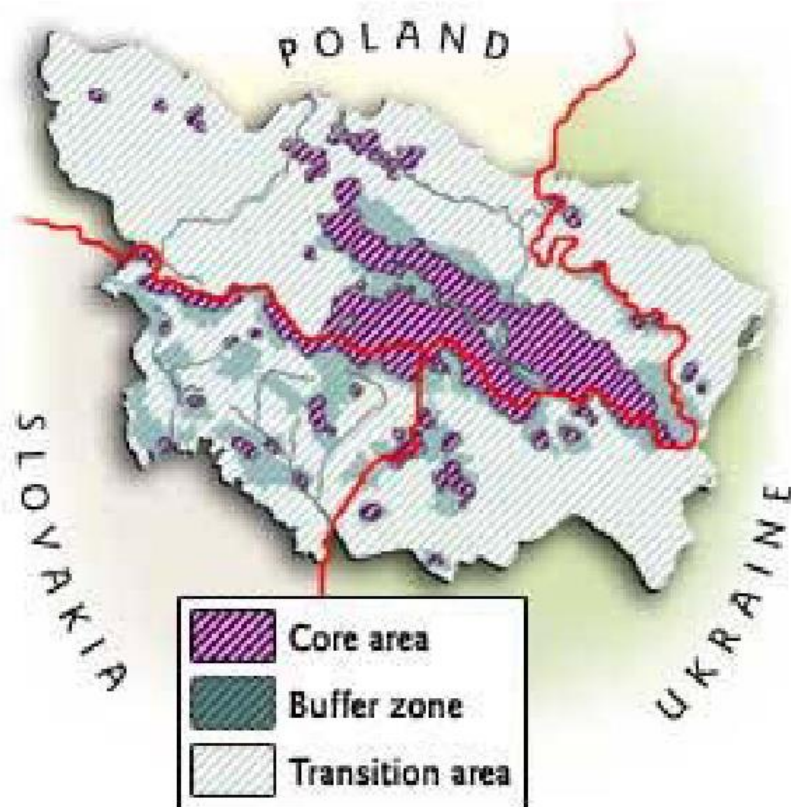 POLAND
SLOVAKIA
UKRAINE
Core area
Buffer zone
Transition area